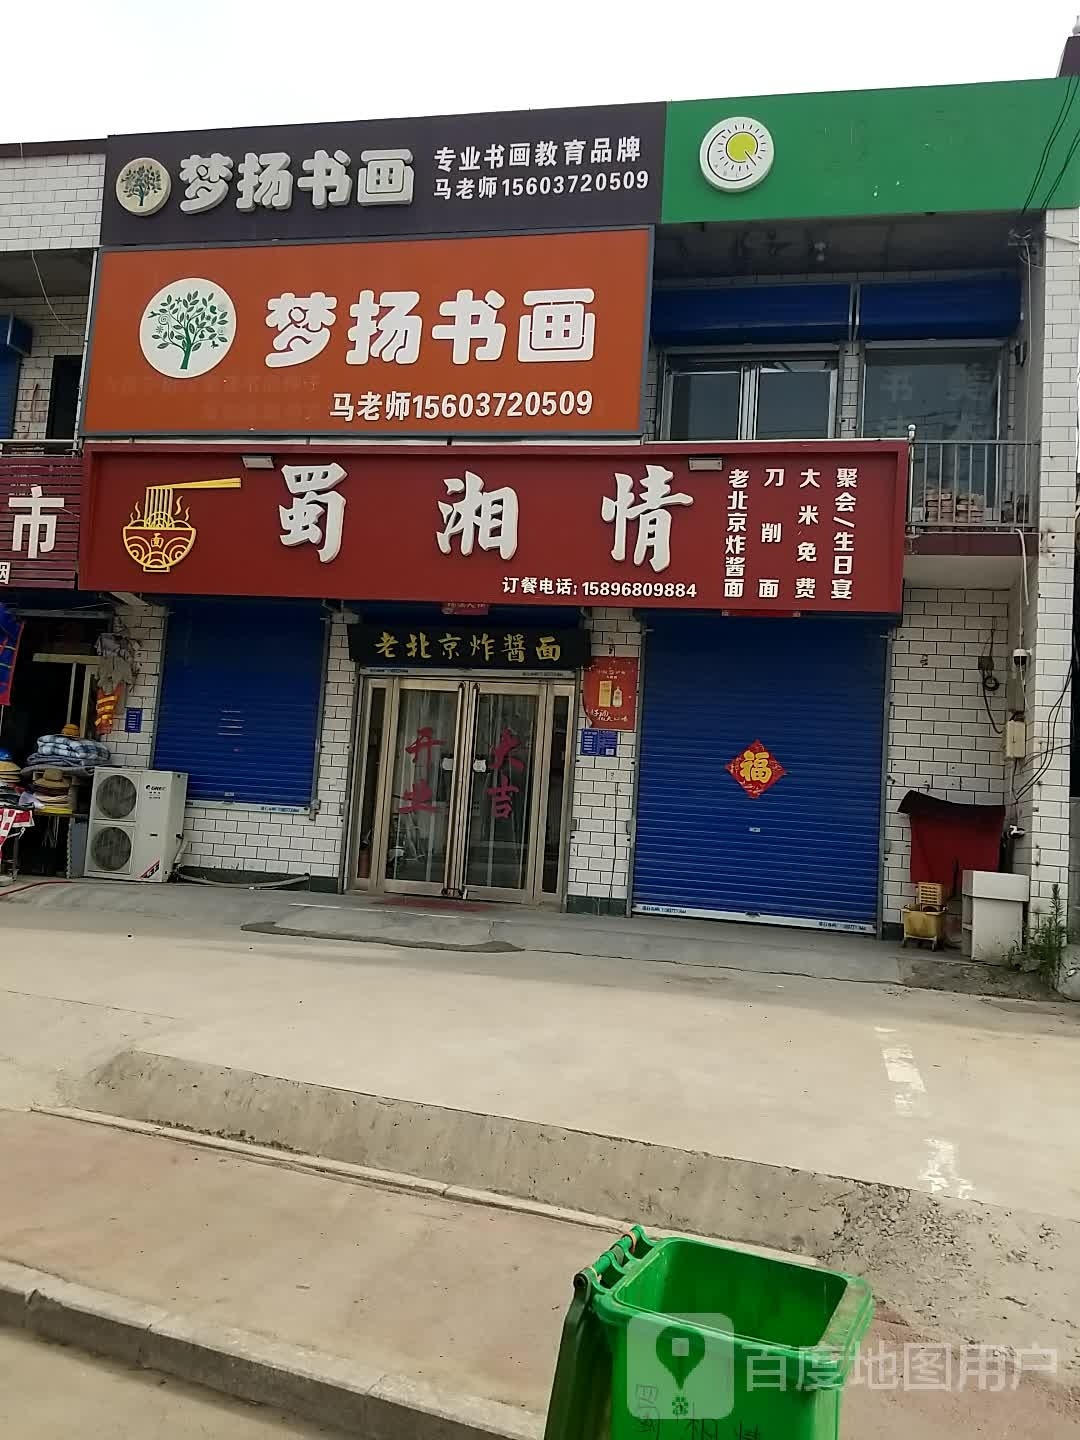 梦扬书画
专业书画教育品牌
马老师15603720509
梦扬书画
马老师15603720509
市
烟
面
蜀湘情
订餐电话: 15896809884
老北京炸酱面
刀削面
大米免费
聚会/生日宴
老北京炸醬面
开业
大吉
福
百度地图用户